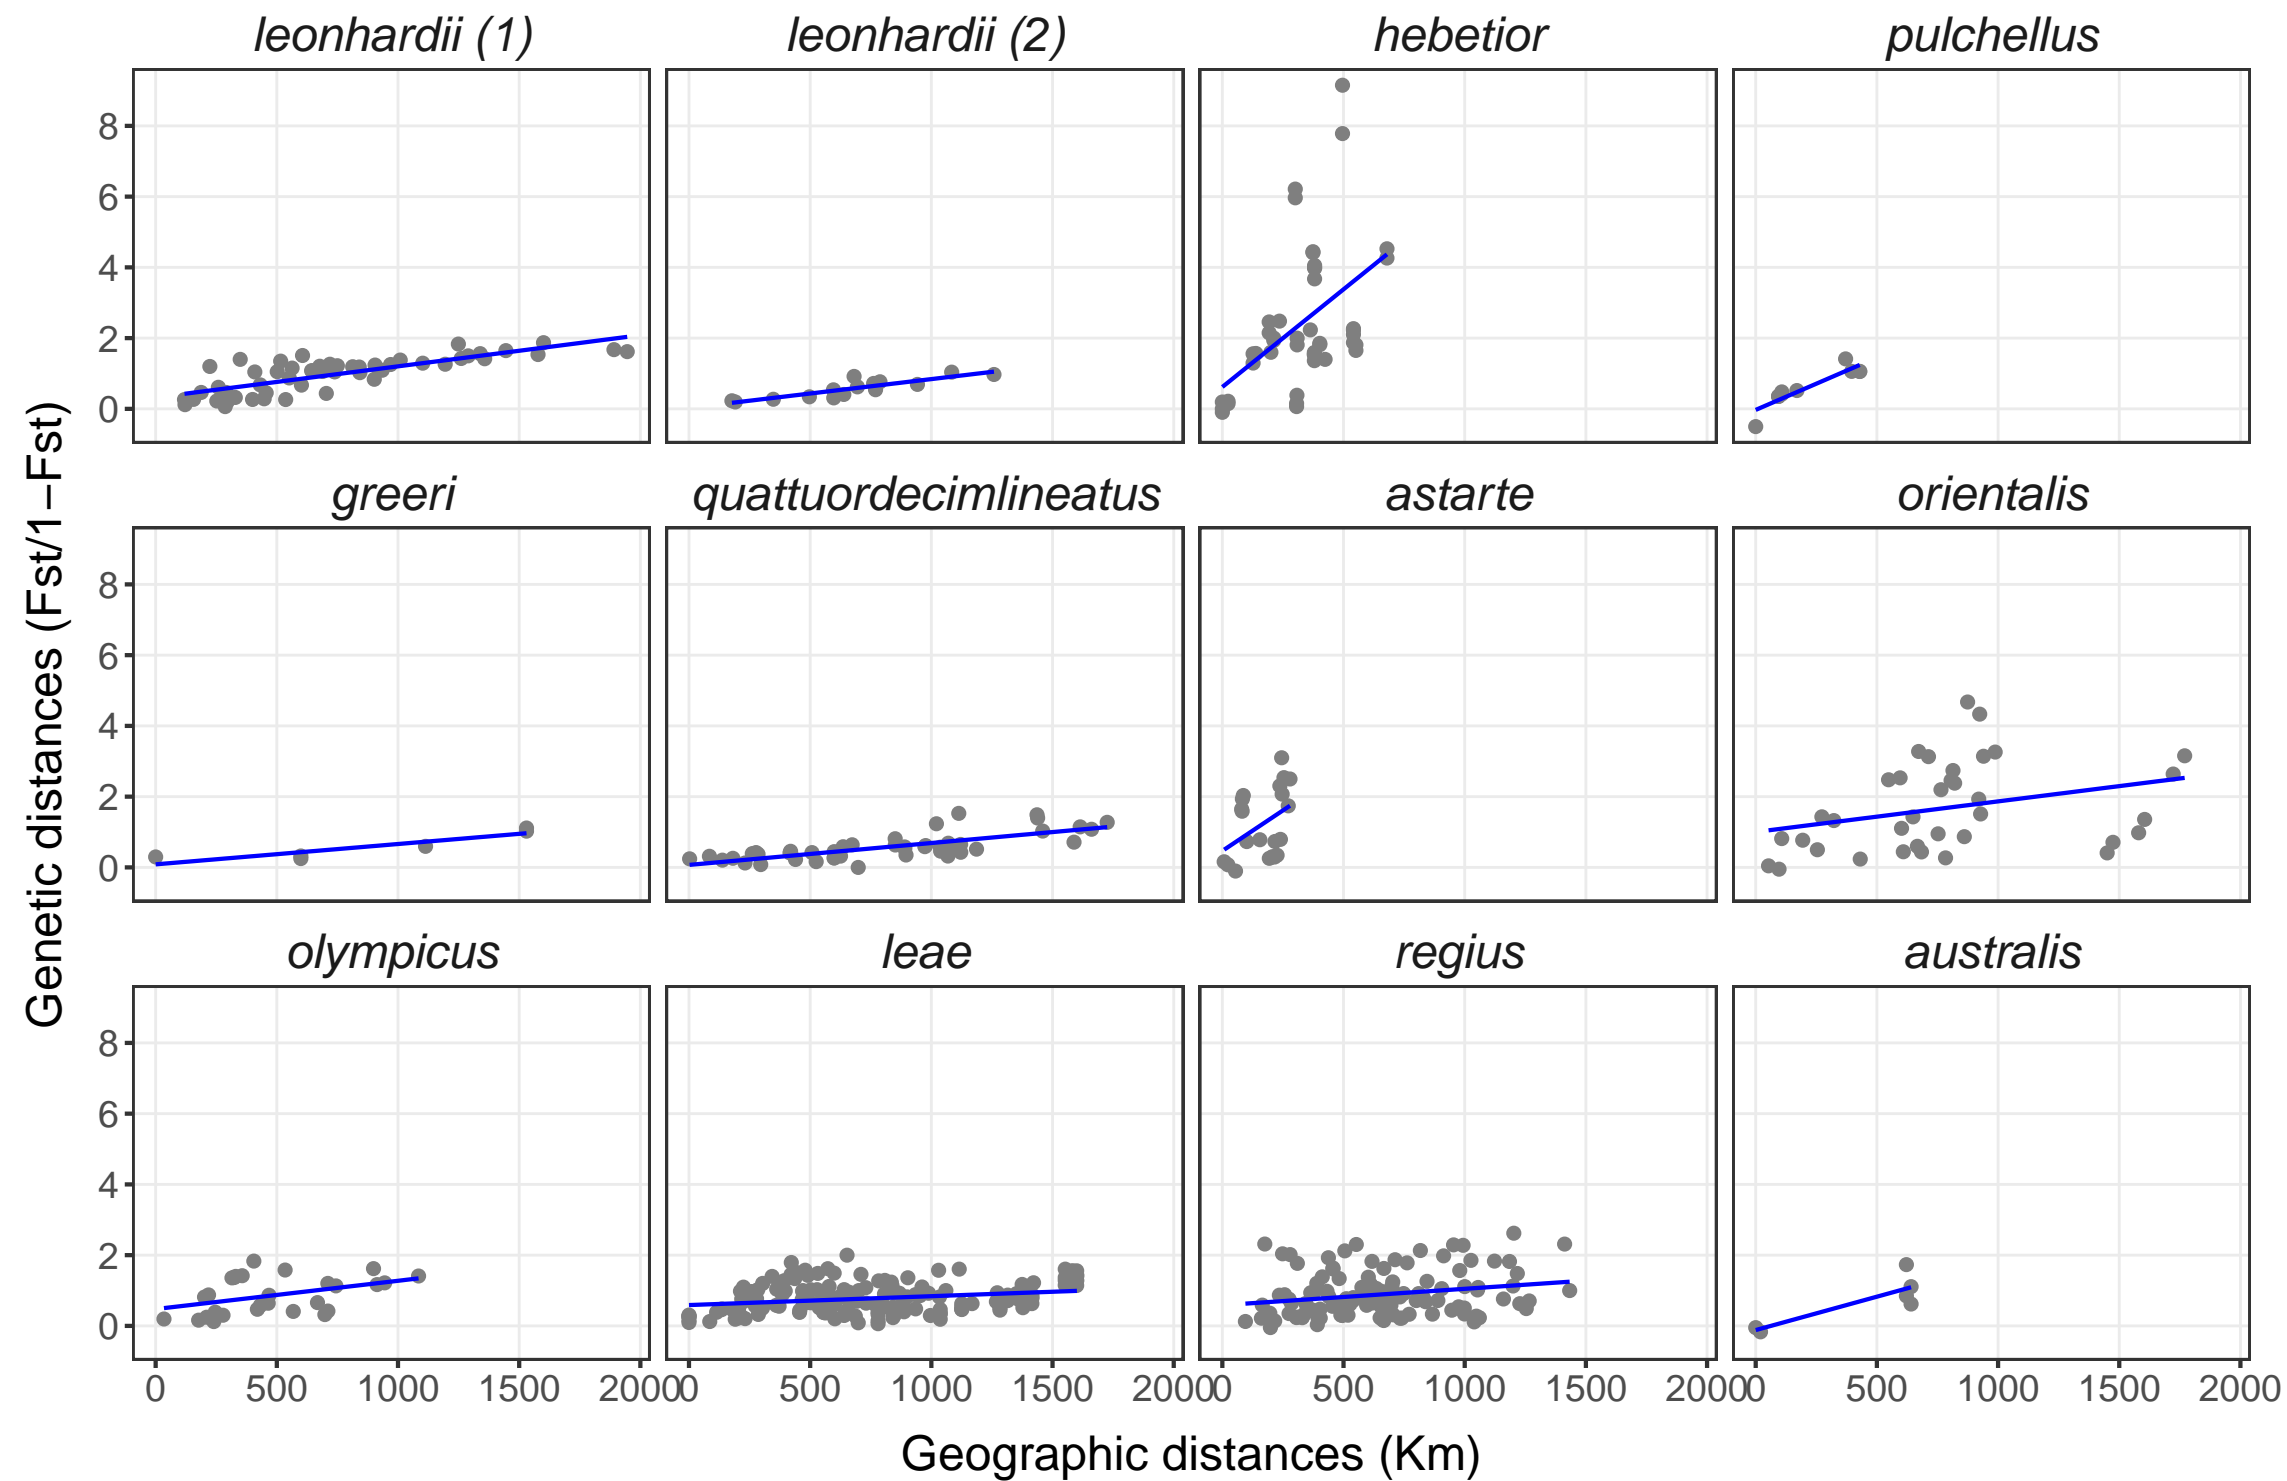 leonhardii (1) leonhardii (2) hebetior pulchellus
8
6
4
2
0
greeri quattuordecimlineatus astarte orientalis
8
6
4
2
0
olympicus leae regius australis
8
6
4
2
0
0 500 1000 1500 2000 0 500 1000 1500 2000 0 500 1000 1500 2000 0 500 1000 1500 2000
Geographic distances (Km)
Genetic distances (Fst/1−Fst)